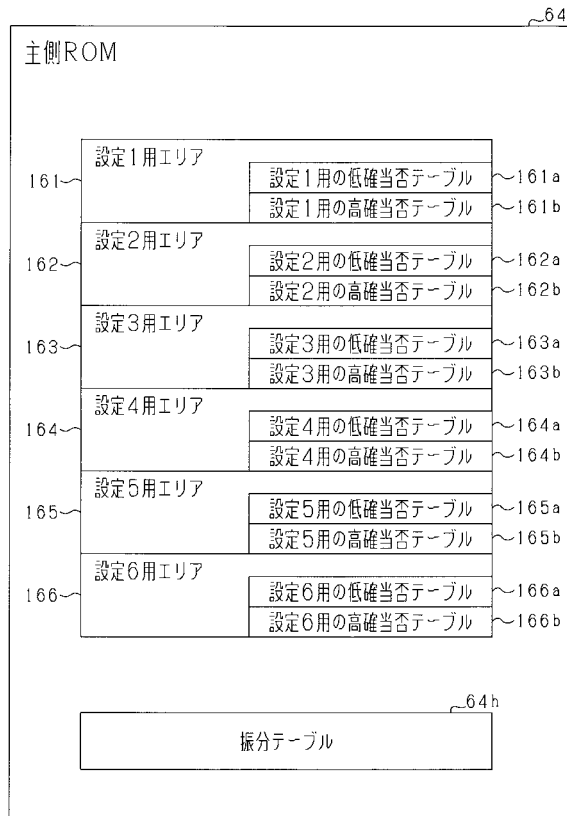 64
主側ROM
設定1用エリア
161
設定1用の低確当否テーブル
161a
設定1用の高確当否テーブル
161b
設定2用エリア
162
設定2用の低確当否テーブル
162a
設定2用の高確当否テーブル
162b
設定3用エリア
163
設定3用の低確当否テーブル
163a
設定3用の高確当否テーブル
163b
設定4用エリア
164
設定4用の低確当否テーブル
164a
設定4用の高確当否テーブル
164b
設定5用エリア
165
設定5用の低確当否テーブル
165a
設定5用の高確当否テーブル
165b
設定6用エリア
166
設定6用の低確当否テーブル
166a
設定6用の高確当否テーブル
166b
64h
振分テーブル